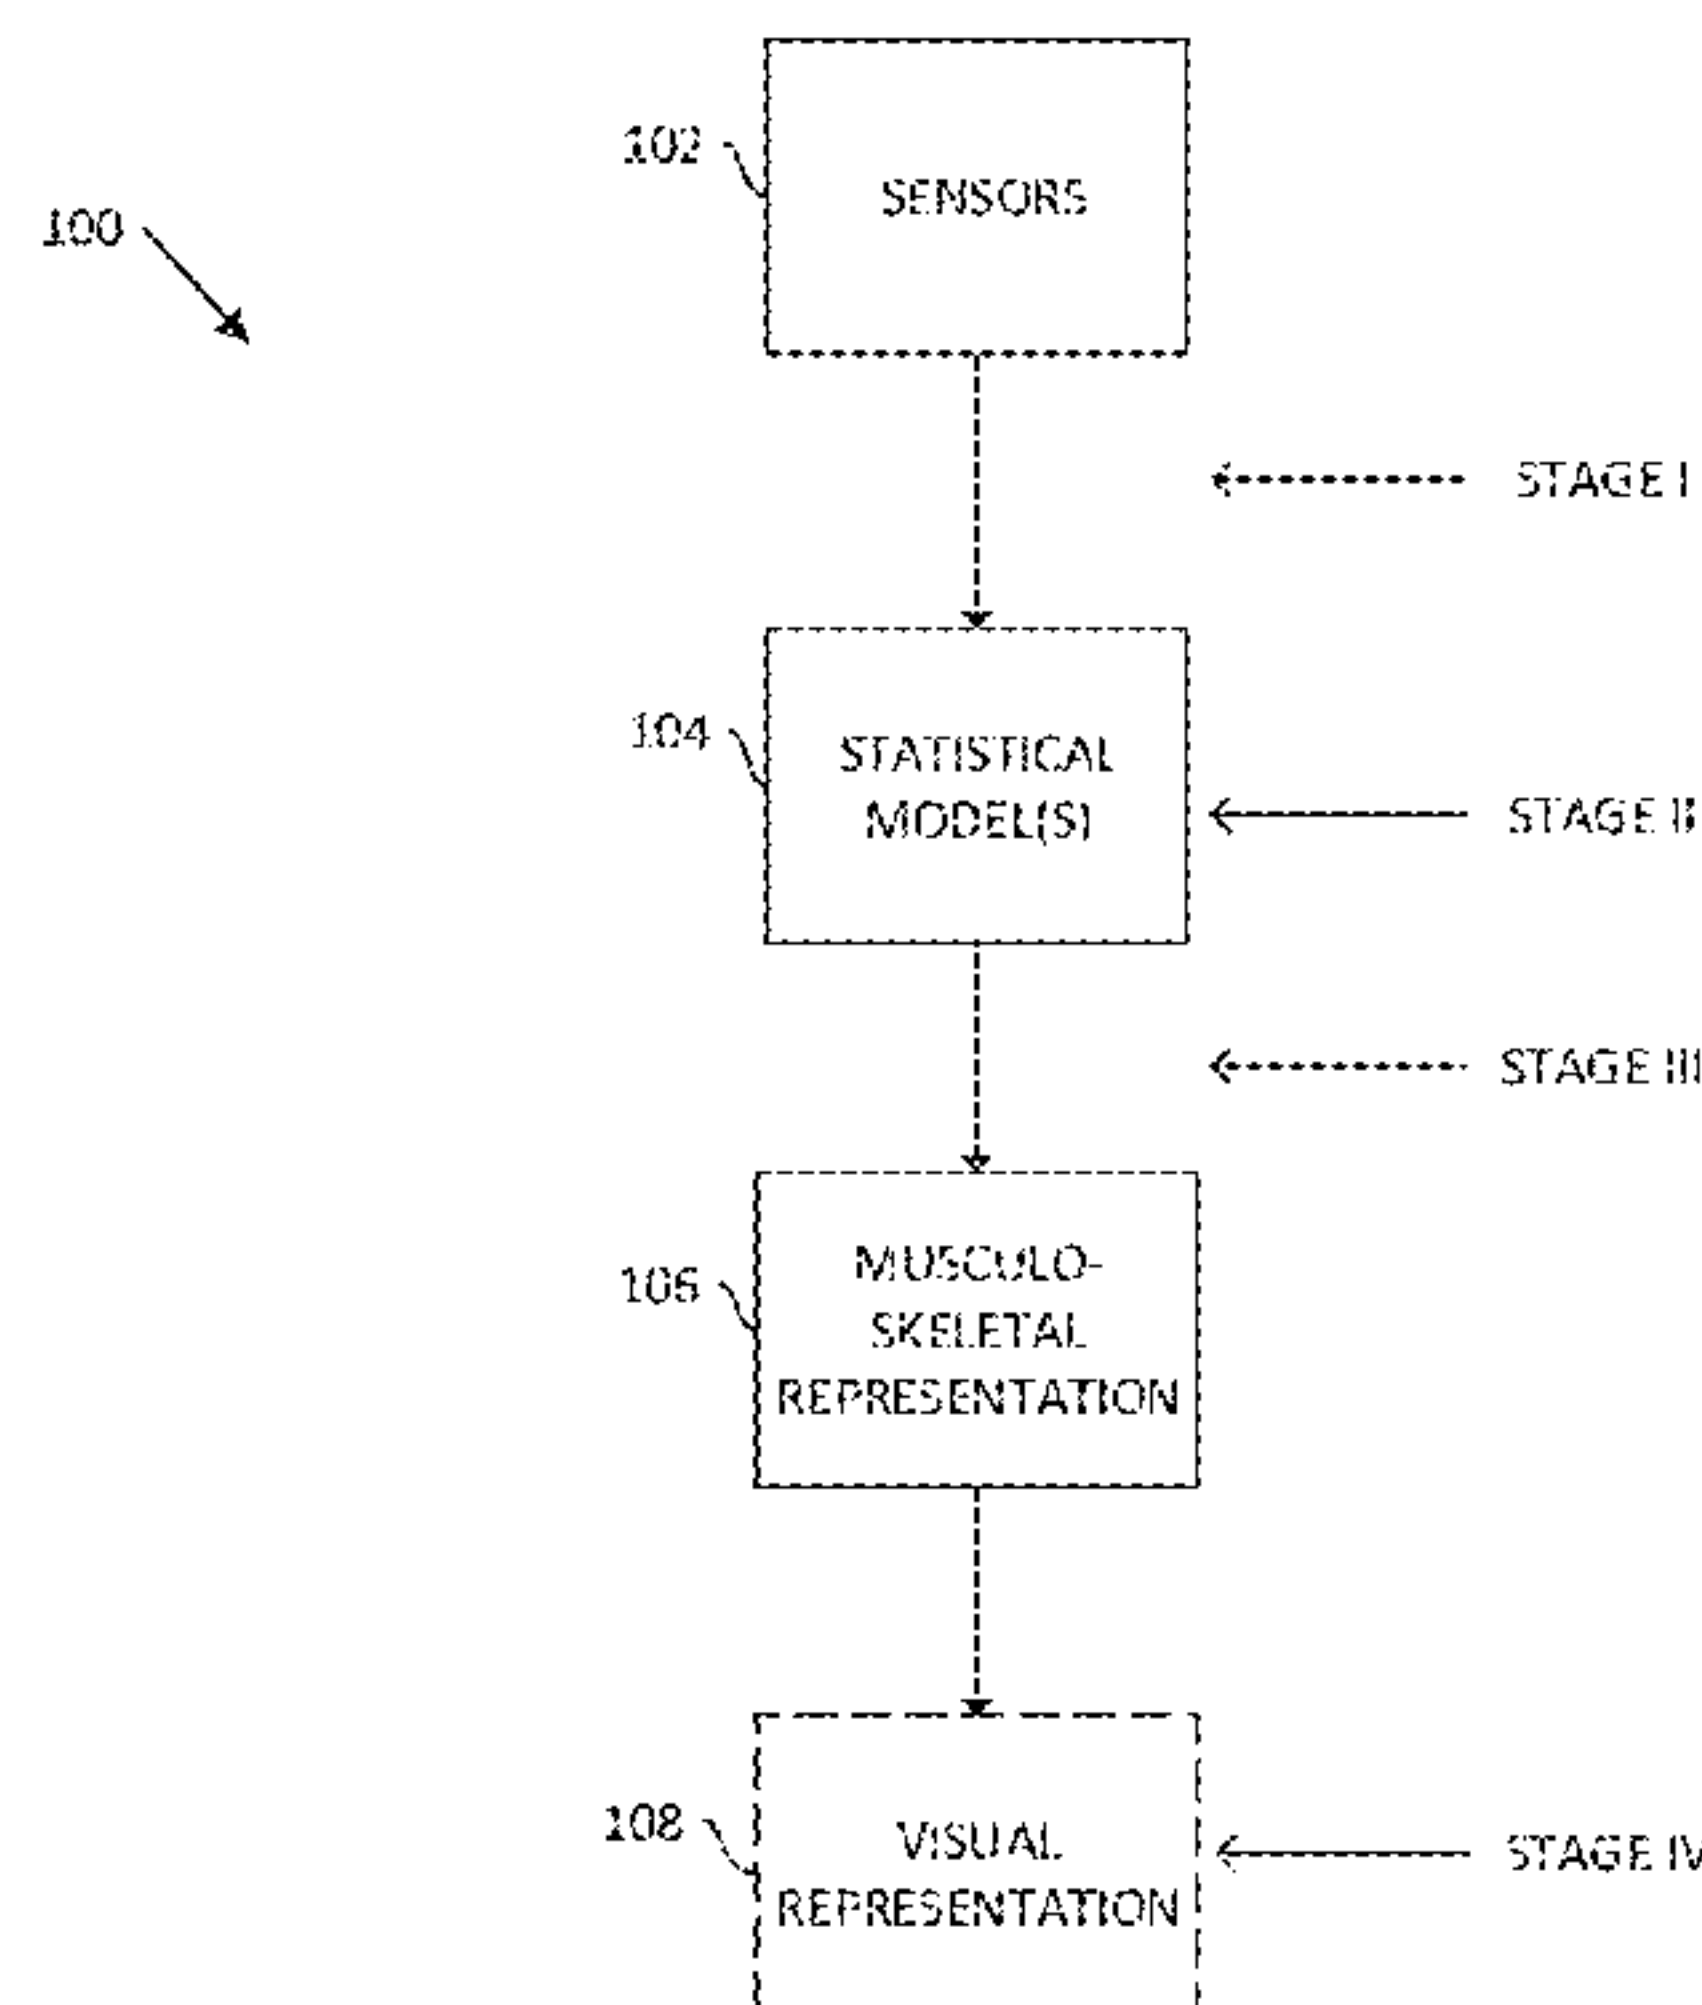 102
SENSORS
100
STAGE I
104
STATISTICAL
MODEL(S)
STAGE II
STAGE III
106
MUSCULO-
SKELETAL
REPRESENTATION
108
VISUAL
REPRESENTATION
STAGE IV